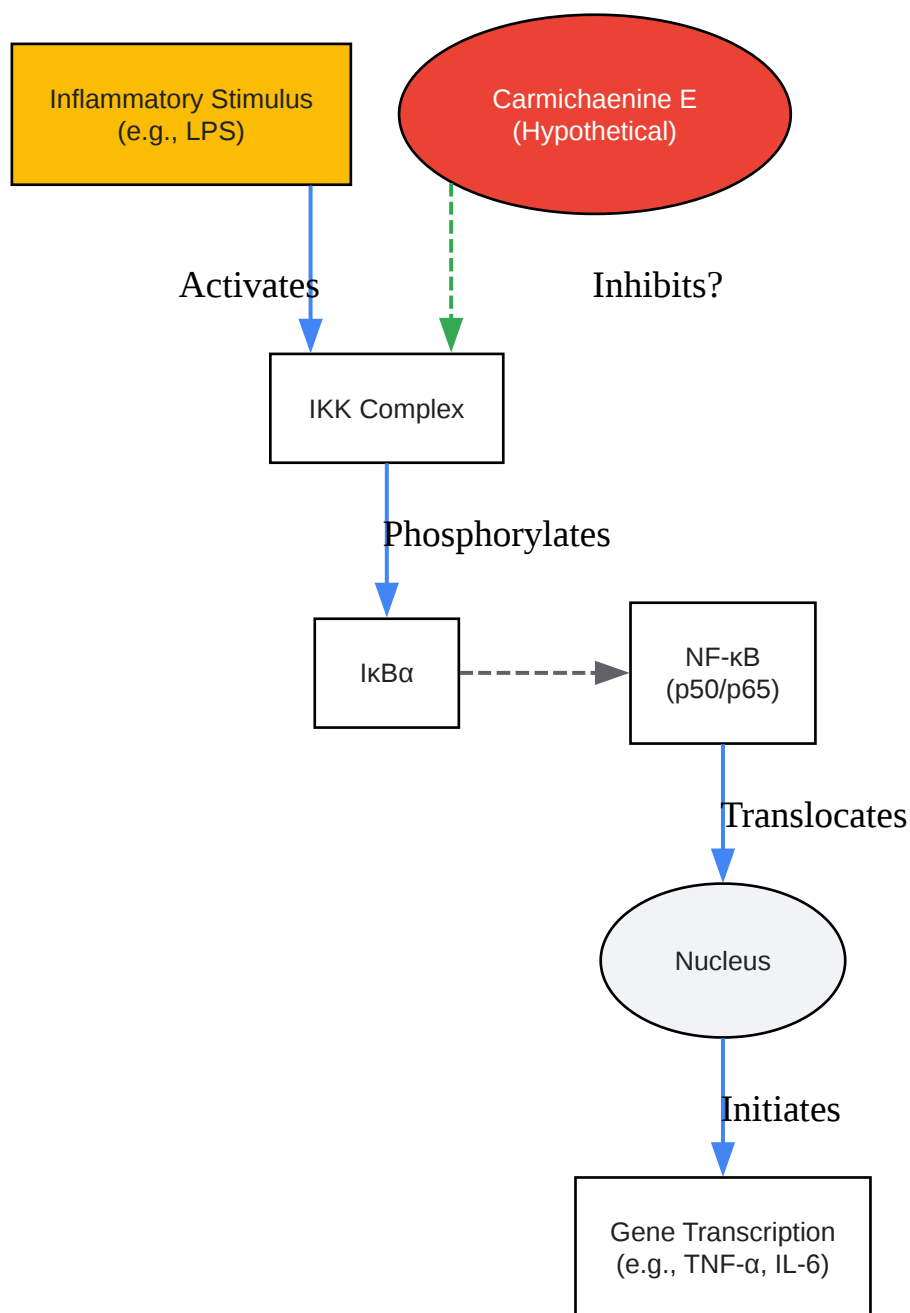 Inflammatory Stimulus
(e.g., LPS)
Carmichaenine E
(Hypothetical)
Activates
Inhibits?
IKK Complex
Phosphorylates
IκBα
NF-κB
(p50/p65)
Translocates
Nucleus
Initiates
Gene Transcription
(e.g., TNF-α, IL-6)